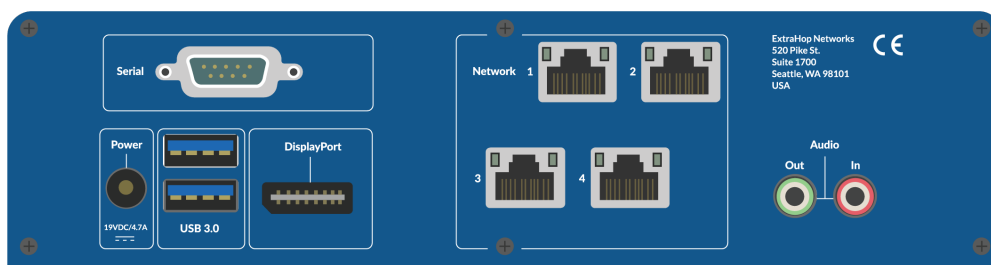 Serial
Network 1 2
ExtraHop Networks
520 Pike St.
Suite 1700
Seattle, WA 98101
USA
CE
Power
DisplayPort
Audio
Out In
3 4
19VDC/4.7A
USB 3.0